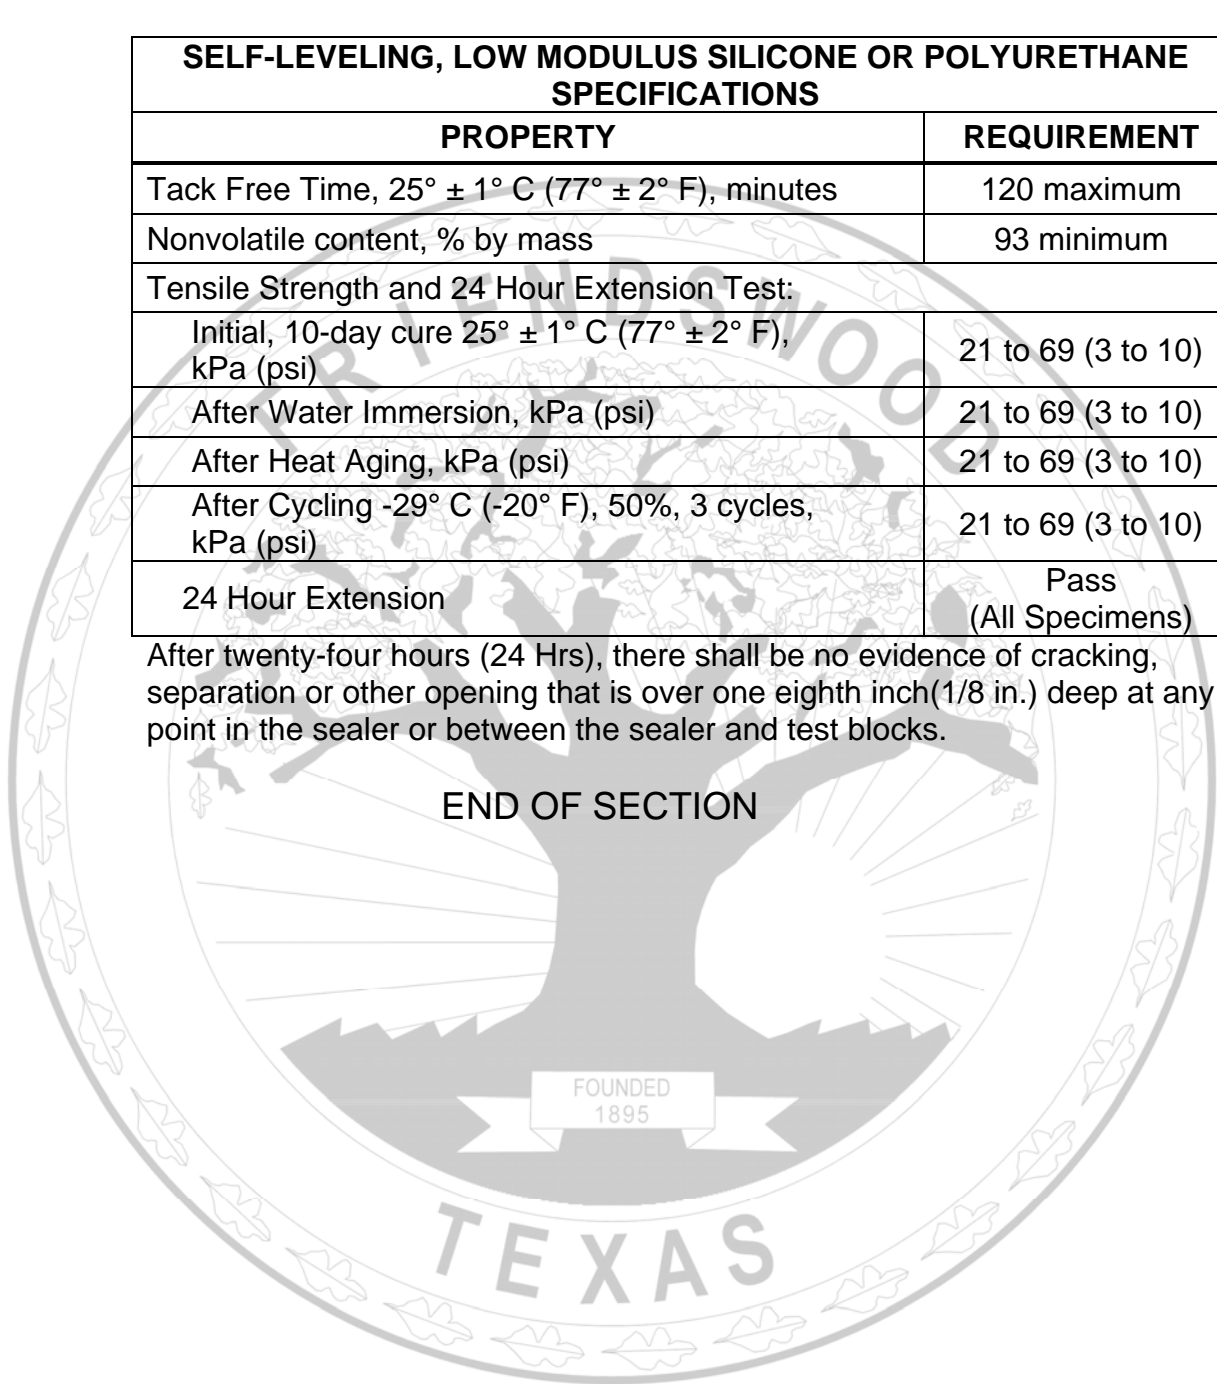 SELF-LEVELING, LOW MODULUS SILICONE OR POLYURETHANE
SPECIFICATIONS
PROPERTY REQUIREMENT
Tack Free Time, 25° ± 1° C (77° ± 2° F), minutes 120 maximum
Nonvolatile content, % by mass 93 minimum
Tensile Strength and 24 Hour Extension Test:
Initial, 10-day cure 25° ± 1° C (77° ± 2° F),
kPa (psi) 21 to 69 (3 to 10)
After Water Immersion, kPa (psi) 21 to 69 (3 to 10)
After Heat Aging, kPa (psi) 21 to 69 (3 to 10)
After Cycling -29° C (-20° F), 50%, 3 cycles,
kPa (psi) 21 to 69 (3 to 10)
24 Hour Extension Pass
(All Specimens)
After twenty-four hours (24 Hrs), there shall be no evidence of cracking,
separation or other opening that is over one eighth inch(1/8 in.) deep at any
point in the sealer or between the sealer and test blocks.
END OF SECTION
FRIENDSWOOD
FOUNDED
1895
TEXAS